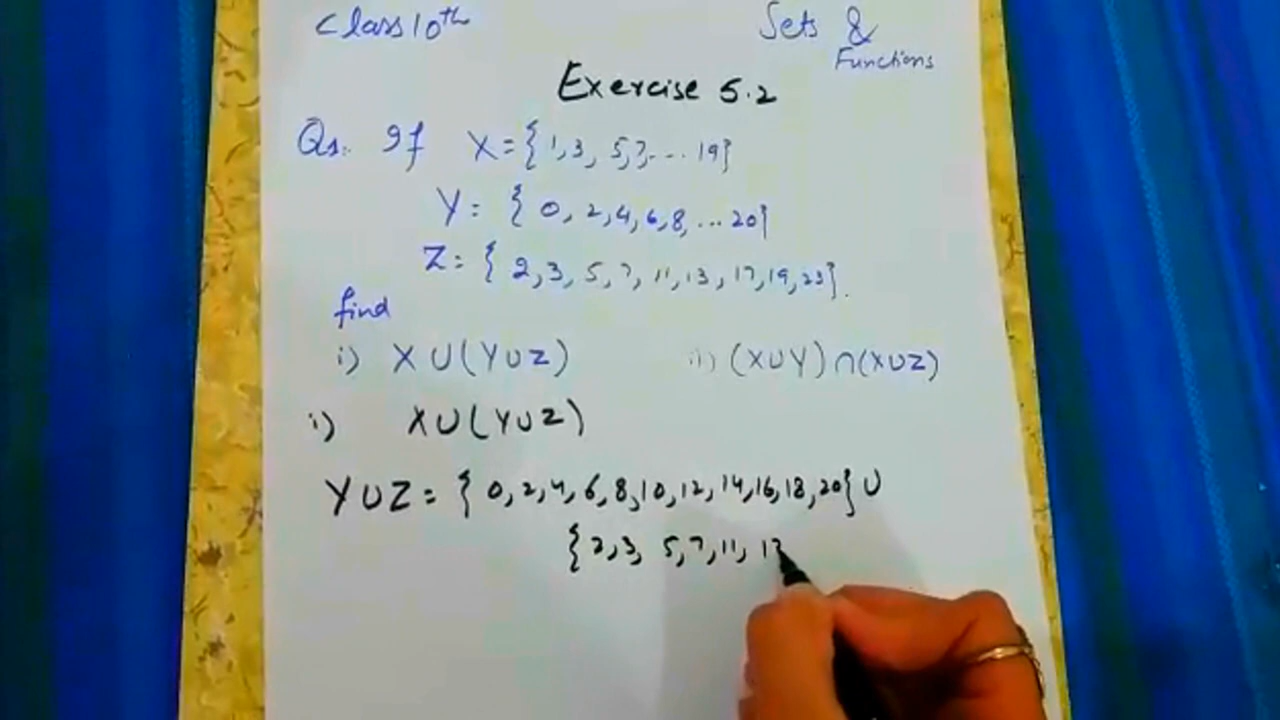 Class 10th
Sets &
Functions
Exercise 5.2
Qs. If X = { 1, 3, 5, 7, ... 19}
Y = { 0, 2, 4, 6, 8, ... 20}
Z = { 2, 3, 5, 7, 11, 13, 17, 19, 23}.
find
i) X ∪ (Y∪Z) ii) (X∪Y) ∩ (X∪Z)
i) X∪(Y∪Z)
Y∪Z = { 0, 2, 4, 6, 8, 10, 12, 14, 16, 18, 20} ∪
{ 2, 3, 5, 7, 11, 13